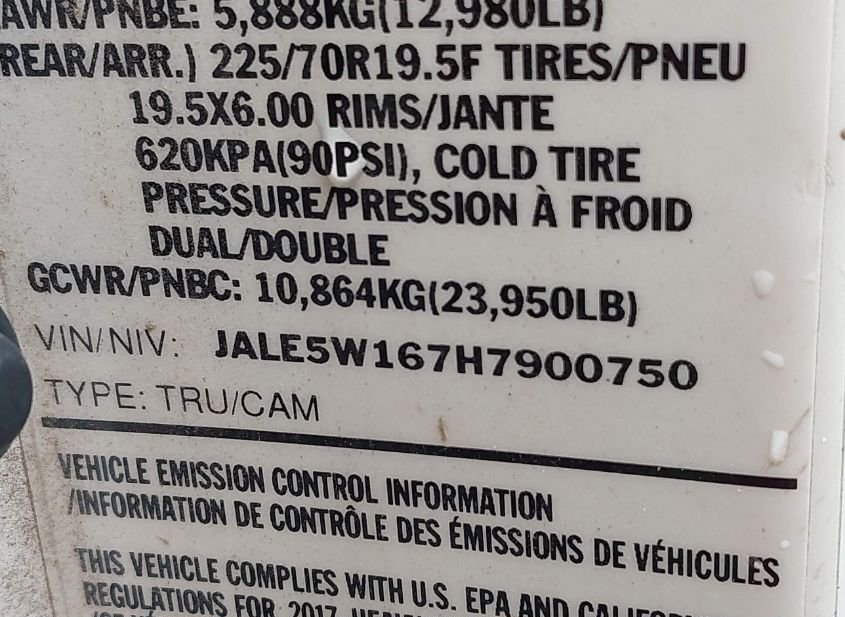 AWR/PNBE: 5,888KG(12,980LB)
REAR/ARR.) 225/70R19.5F TIRES/PNEU
19.5X6.00 RIMS/JANTE
620KPA(90PSI), COLD TIRE
PRESSURE/PRESSION À FROID
DUAL/DOUBLE
GCWR/PNBC: 10,864KG(23,950LB)
VIN/NIV: JALE5W167H7900750
TYPE: TRU/CAM
VEHICLE EMISSION CONTROL INFORMATION
/INFORMATION DE CONTRÔLE DES ÉMISSIONS DE VÉHICULES
THIS VEHICLE COMPLIES WITH U.S. EPA AND
REGULATIONS FOR 2017